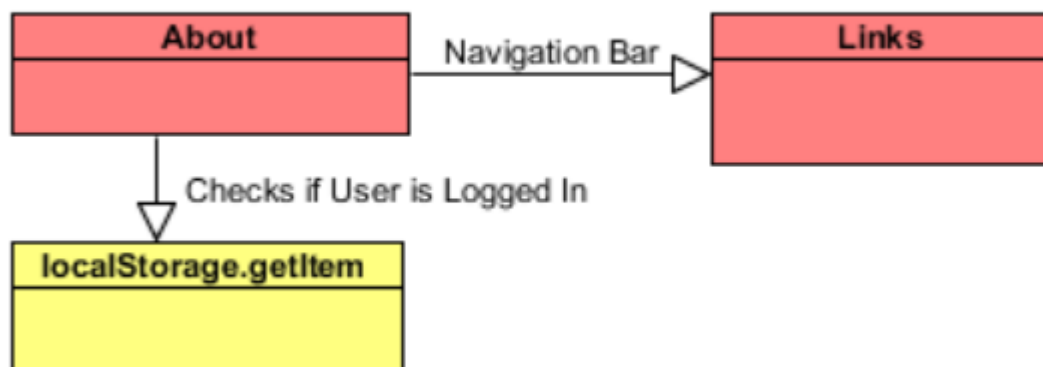 About
Navigation Bar
Links
Checks if User is Logged In
localStorage.getItem